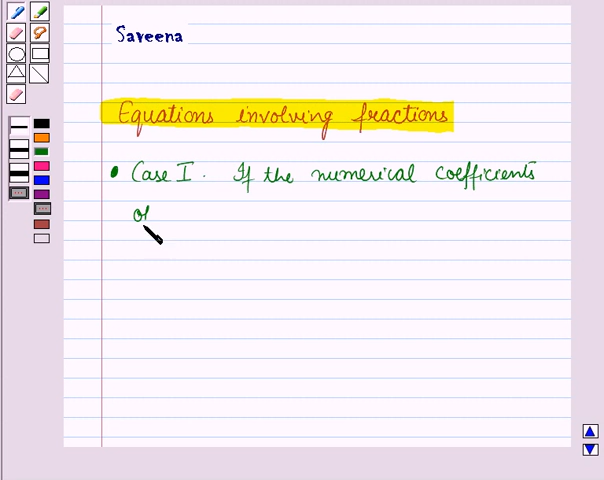 Saveena
Equations involving fractions
• Case I. If the numerical coefficients
of